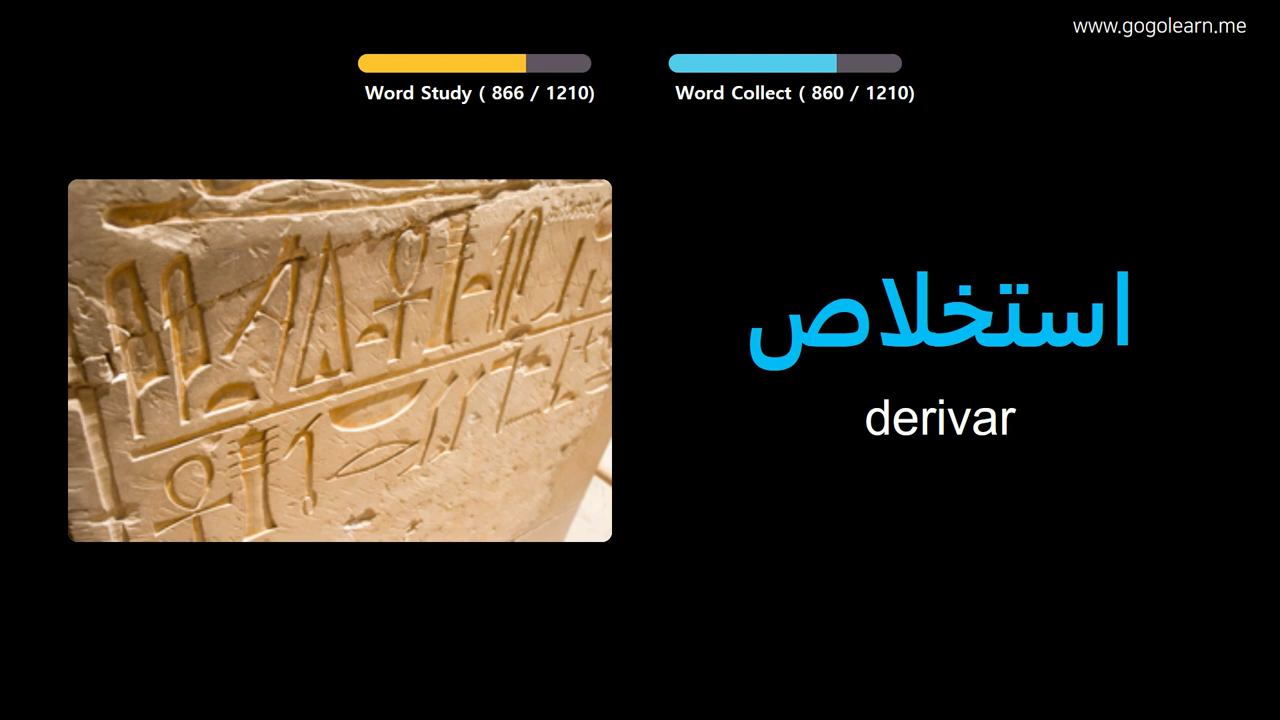 www.gogolearn.me
Word Study ( 866 / 1210)
Word Collect ( 860 / 1210)
استخلاص
derivar